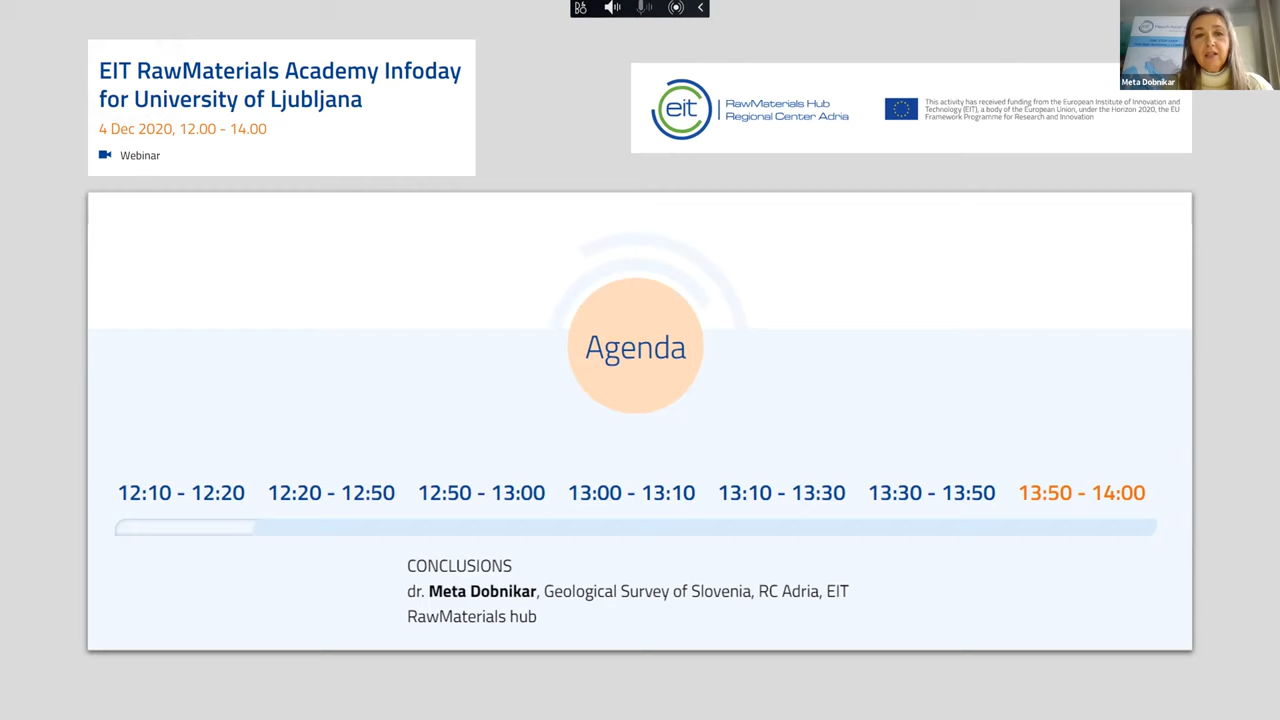 EIT RawMaterials Academy Infoday
for University of Ljubljana
4 Dec 2020, 12.00 - 14.00
Webinar
eit
RawMaterials Hub
Regional Center Adria
This activity has received funding from the European Institute of Innovation and
Technology (EIT), a body of the European Union, under the Horizon 2020, the EU
Framework Programme for Research and Innovation
Meta Dobnikar
Agenda
12:10 - 12:20
12:20 - 12:50
12:50 - 13:00
13:00 - 13:10
13:10 - 13:30
13:30 - 13:50
13:50 - 14:00
CONCLUSIONS
dr. Meta Dobnikar, Geological Survey of Slovenia, RC Adria, EIT
RawMaterials hub